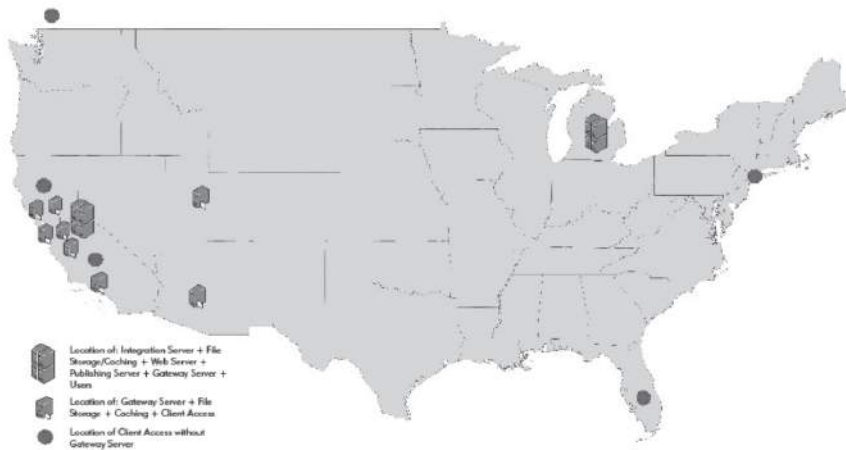 Location of: Integration Server + File
Storage/Caching + Web Server +
Publishing Server + Gateway Server +
Users
Location of: Gateway Server + File
Storage + Caching + Client Access
Location of Client Access without
Gateway Server